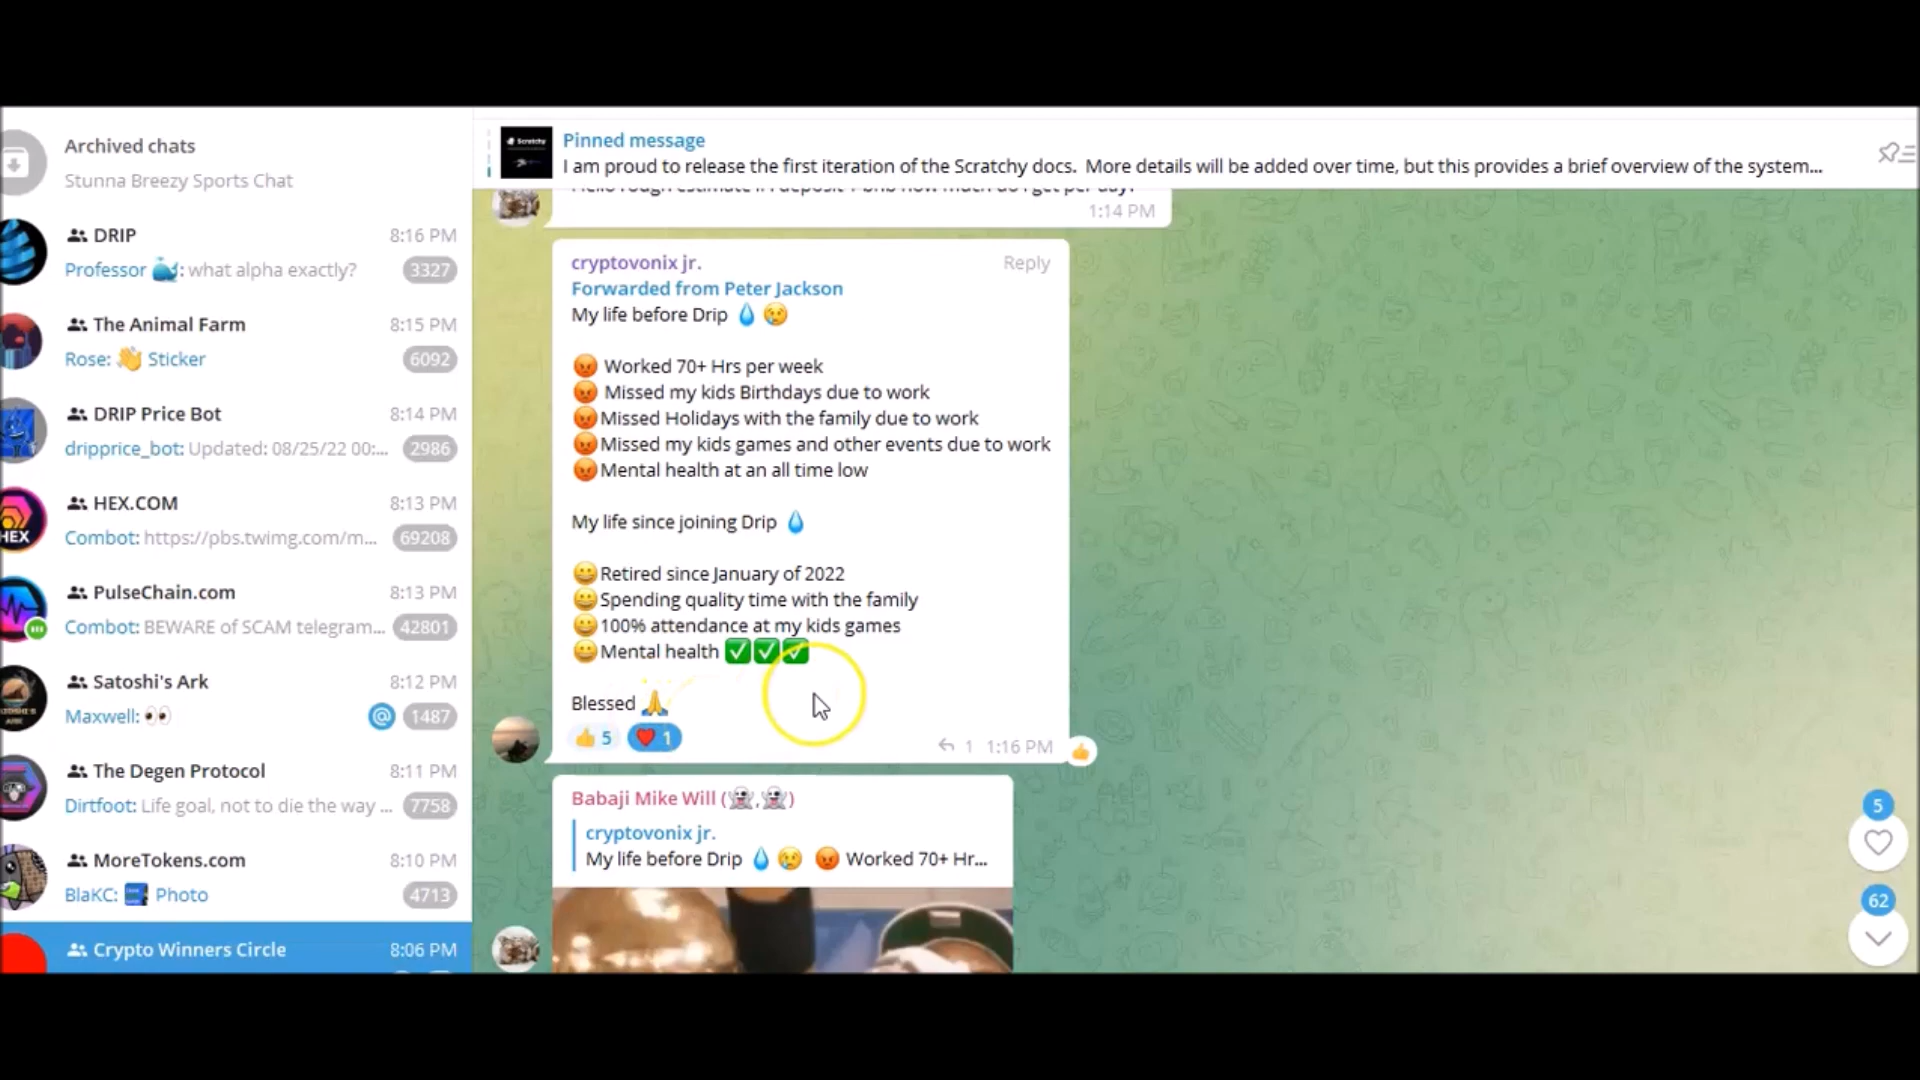 Archived chats
Stunna Breezy Sports Chat
DRIP 8:16 PM
Professor 🐳: what alpha exactly? 3327
The Animal Farm 8:15 PM
Rose: 👋 Sticker 6092
DRIP Price Bot 8:14 PM
dripprice_bot: Updated: 08/25/22 00:... 2986
HEX.COM 8:13 PM
Combot: https://pbs.twimg.com/m... 69208
HEX
PulseChain.com 8:13 PM
Combot: BEWARE of SCAM telegram... 42801
Satoshi's Ark 8:12 PM
Maxwell: 👀 @ 1487
The Degen Protocol 8:11 PM
Dirtfoot: Life goal, not to die the way ... 7758
MoreTokens.com 8:10 PM
BlaKC: Photo 4713
Crypto Winners Circle 8:06 PM
Scratchy
Pinned message
I am proud to release the first iteration of the Scratchy docs. More details will be added over time, but this provides a brief overview of the system...
1:14 PM
cryptovonix jr. Reply
Forwarded from Peter Jackson
My life before Drip 💧 😢
😡 Worked 70+ Hrs per week
😡 Missed my kids Birthdays due to work
😡 Missed Holidays with the family due to work
😡 Missed my kids games and other events due to work
😡 Mental health at an all time low
My life since joining Drip 💧
😀 Retired since January of 2022
😀 Spending quality time with the family
😀 100% attendance at my kids games
😀 Mental health ✅✅✅
Blessed 🙏
👍 5 ❤️ 1
1 1:16 PM
Babaji Mike Will (👻,👻)
cryptovonix jr.
My life before Drip 💧 😢 😡 Worked 70+ Hr...
5
62